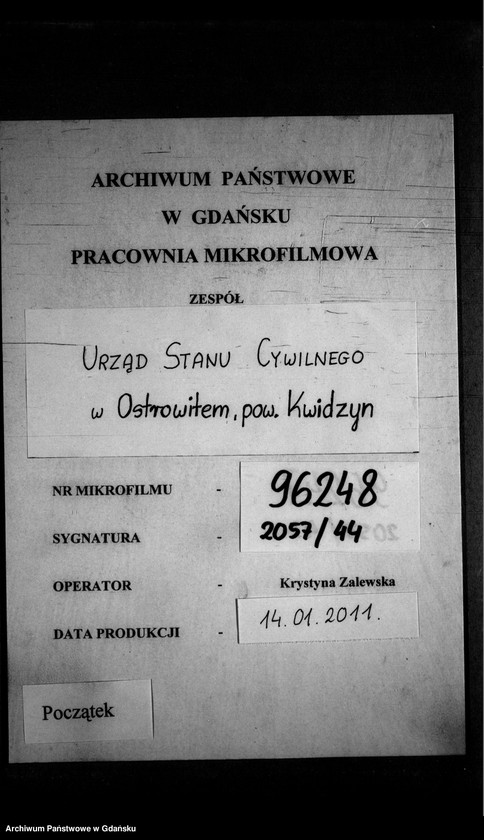 ARCHIWUM PAŃSTWOWE
W GDAŃSKU
PRACOWNIA MIKROFILMOWA
ZESPÓŁ
URZĄD STANU CYWILNEGO
w Ostrowitem, pow. Kwidzyn
NR MIKROFILMU - 96248
SYGNATURA - 2057/44
OPERATOR - Krystyna Zalewska
DATA PRODUKCJI - 14.01.2011.
Początek
Archiwum Państwowe w Gdańsku